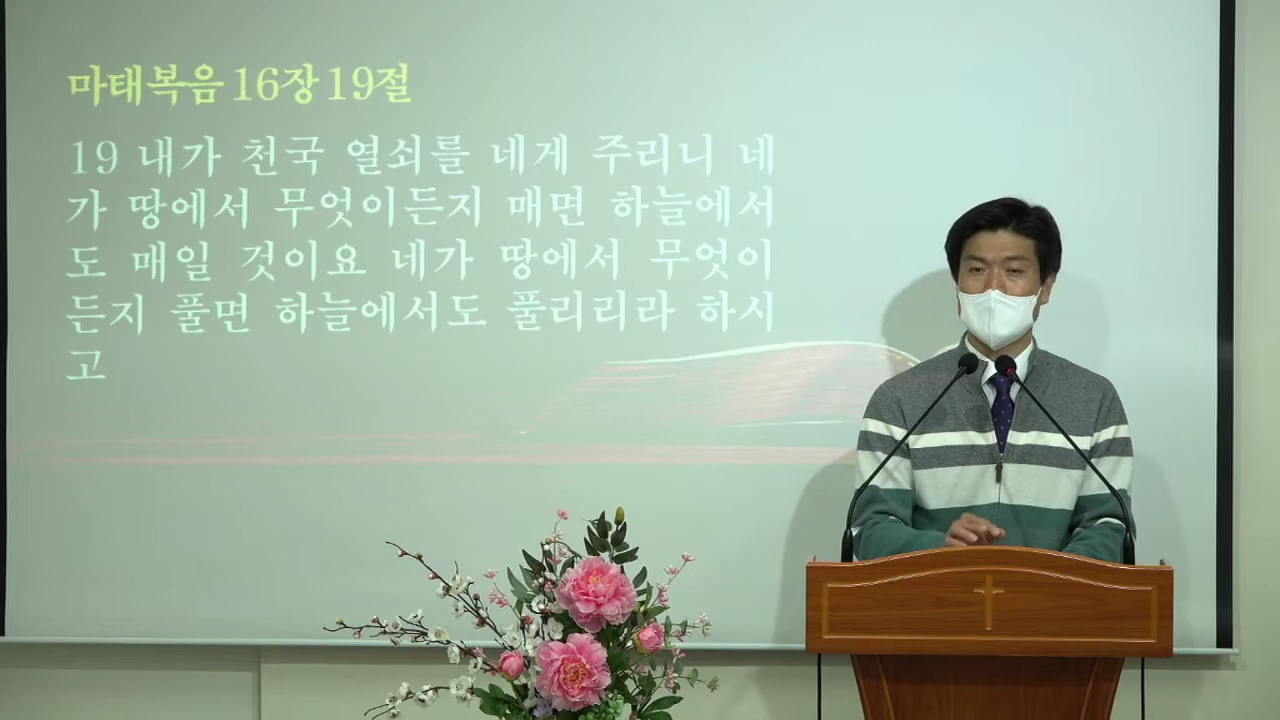 마태복음 16장 19절
19 내가 천국 열쇠를 네게 주리니 네
가 땅에서 무엇이든지 매면 하늘에서
도 매일 것이요 네가 땅에서 무엇이
든지 풀면 하늘에서도 풀리리라 하시
고